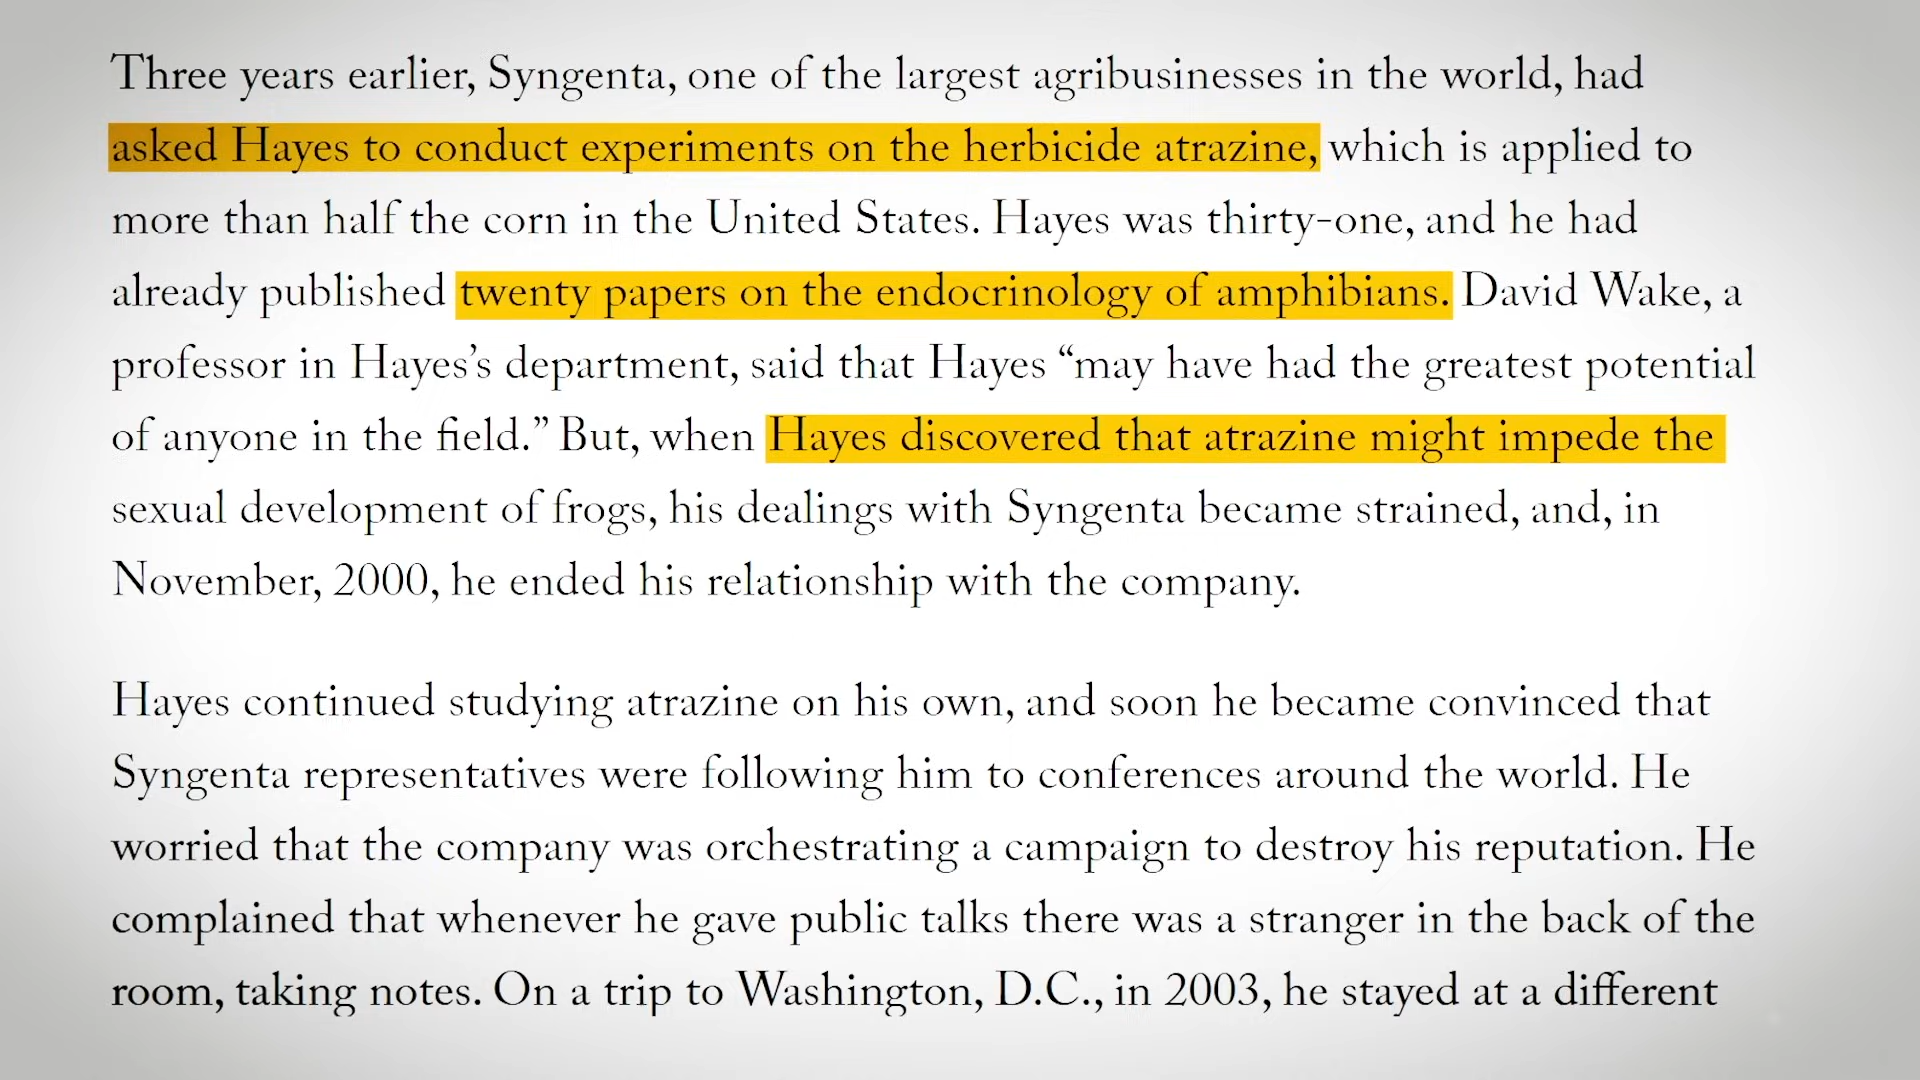 Three years earlier, Syngenta, one of the largest agribusinesses in the world, had
asked Hayes to conduct experiments on the herbicide atrazine, which is applied to
more than half the corn in the United States. Hayes was thirty-one, and he had
already published twenty papers on the endocrinology of amphibians. David Wake, a
professor in Hayes’s department, said that Hayes “may have had the greatest potential
of anyone in the field.” But, when Hayes discovered that atrazine might impede the
sexual development of frogs, his dealings with Syngenta became strained, and, in
November, 2000, he ended his relationship with the company.
Hayes continued studying atrazine on his own, and soon he became convinced that
Syngenta representatives were following him to conferences around the world. He
worried that the company was orchestrating a campaign to destroy his reputation. He
complained that whenever he gave public talks there was a stranger in the back of the
room, taking notes. On a trip to Washington, D.C., in 2003, he stayed at a different